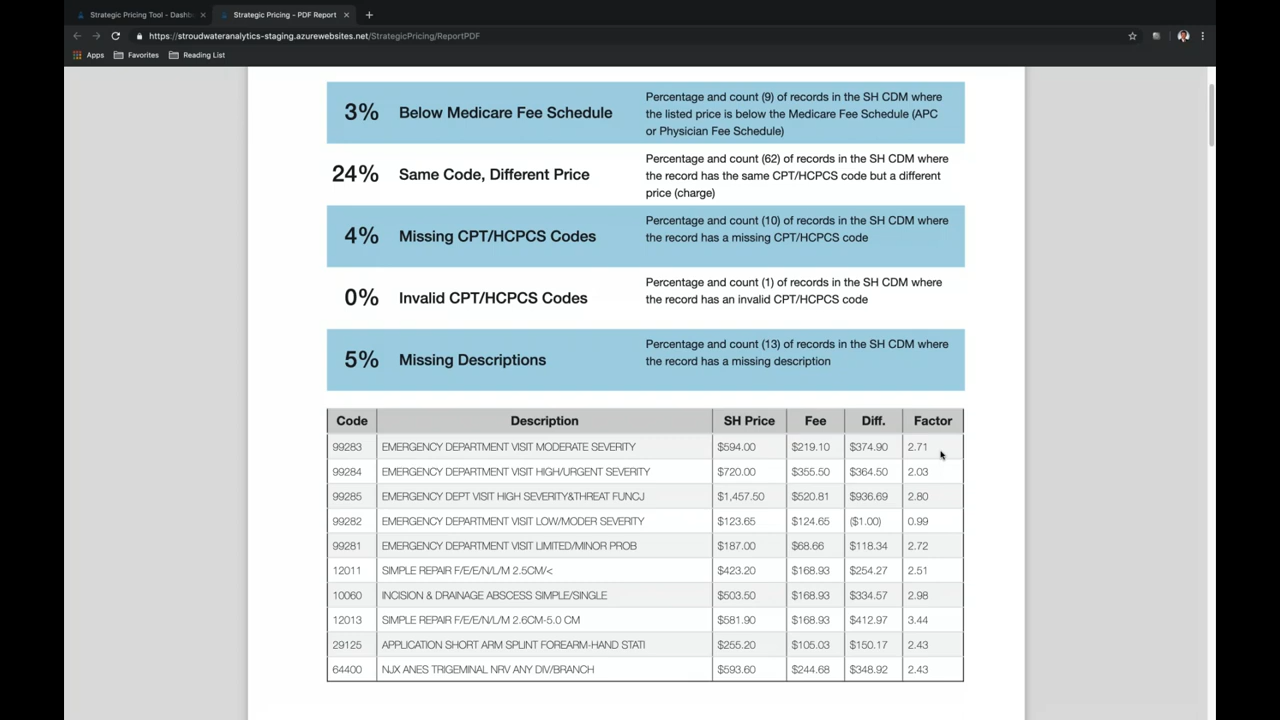 Strategic Pricing Tool - Dashb
Strategic Pricing - PDF Report
https://stroudwateranalytics-staging.azurewebsites.net/StrategicPricing/ReportPDF
Apps Favorites Reading List
3% Below Medicare Fee Schedule
Percentage and count (9) of records in the SH CDM where
the listed price is below the Medicare Fee Schedule (APC
or Physician Fee Schedule)
24% Same Code, Different Price
Percentage and count (62) of records in the SH CDM where
the record has the same CPT/HCPCS code but a different
price (charge)
4% Missing CPT/HCPCS Codes
Percentage and count (10) of records in the SH CDM where
the record has a missing CPT/HCPCS code
0% Invalid CPT/HCPCS Codes
Percentage and count (1) of records in the SH CDM where
the record has an invalid CPT/HCPCS code
5% Missing Descriptions
Percentage and count (13) of records in the SH CDM where
the record has a missing description
Code Description SH Price Fee Diff. Factor
99283 EMERGENCY DEPARTMENT VISIT MODERATE SEVERITY $594.00 $219.10 $374.90 2.71
99284 EMERGENCY DEPARTMENT VISIT HIGH/URGENT SEVERITY $720.00 $355.50 $364.50 2.03
99285 EMERGENCY DEPT VISIT HIGH SEVERITY&THREAT FUNCJ $1,457.50 $520.81 $936.69 2.80
99282 EMERGENCY DEPARTMENT VISIT LOW/MODER SEVERITY $123.65 $124.65 ($1.00) 0.99
99281 EMERGENCY DEPARTMENT VISIT LIMITED/MINOR PROB $187.00 $68.66 $118.34 2.72
12011 SIMPLE REPAIR F/E/E/N/L/M 2.5CM/< $423.20 $168.93 $254.27 2.51
10060 INCISION & DRAINAGE ABSCESS SIMPLE/SINGLE $503.50 $168.93 $334.57 2.98
12013 SIMPLE REPAIR F/E/E/N/L/M 2.6CM-5.0 CM $581.90 $168.93 $412.97 3.44
29125 APPLICATION SHORT ARM SPLINT FOREARM-HAND STATI $255.20 $105.03 $150.17 2.43
64400 NJX ANES TRIGEMINAL NRV ANY DIV/BRANCH $593.60 $244.68 $348.92 2.43